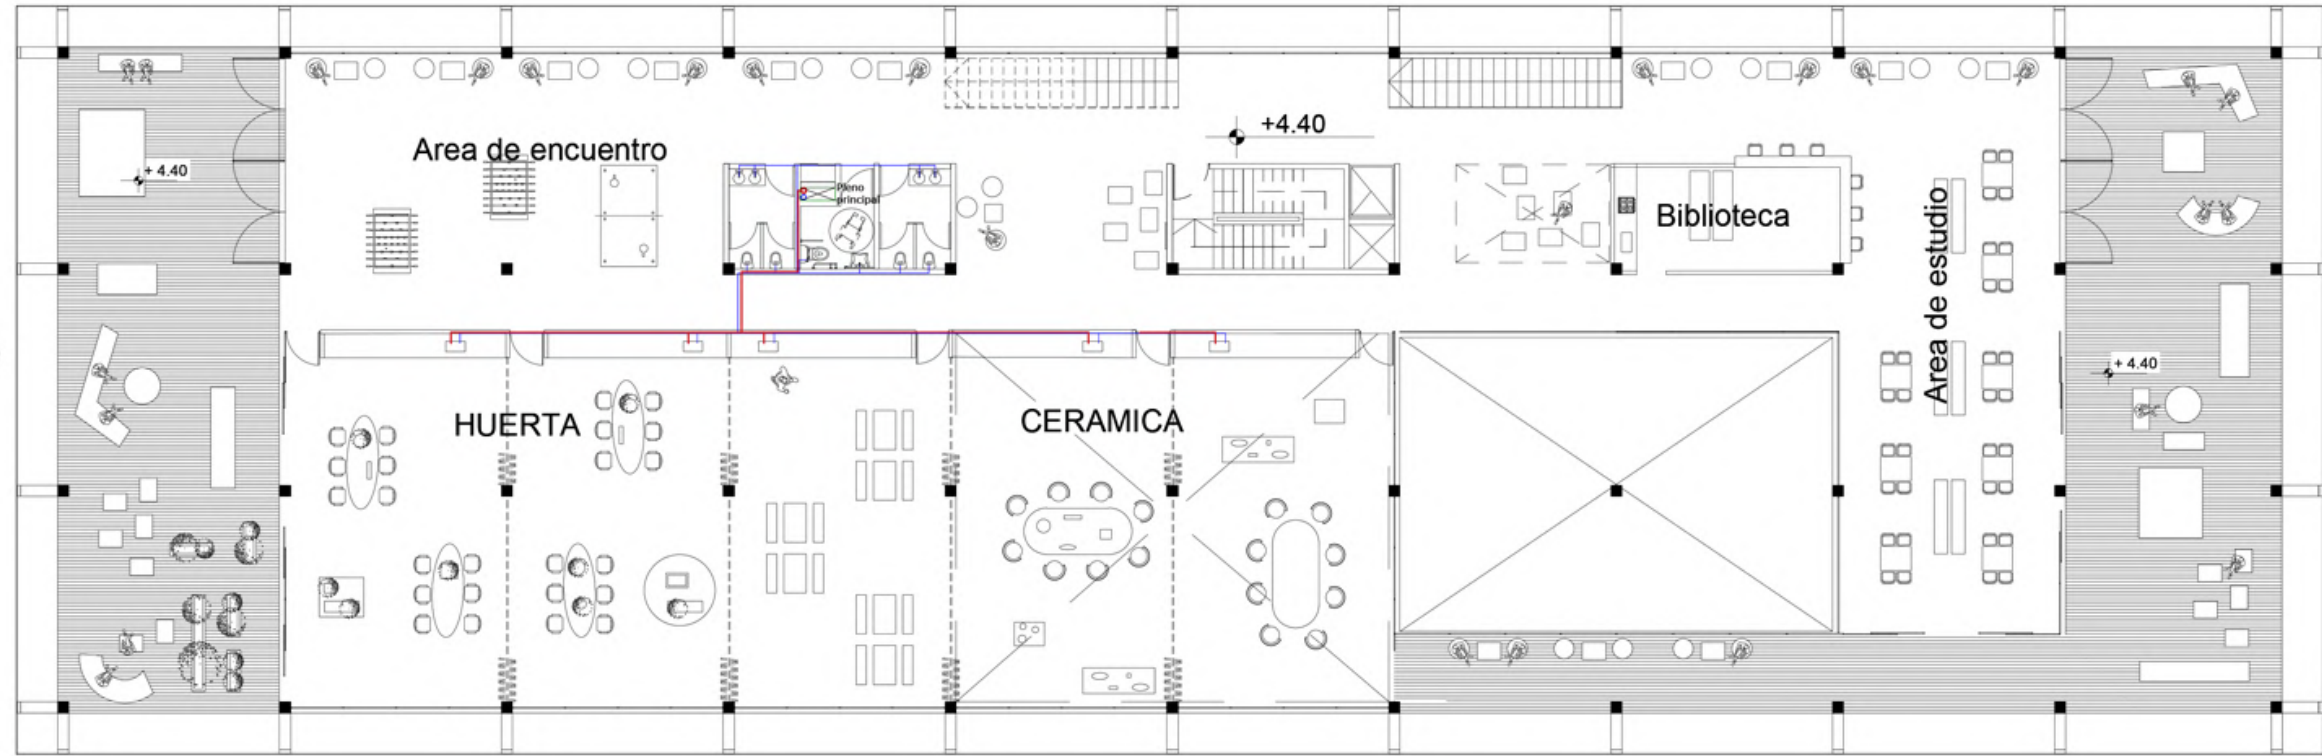 +4.40
Area de encuentro
+ 4.40
Pleno
principal
Biblioteca
Area de estudio
+ 4.40
HUERTA
CERAMICA